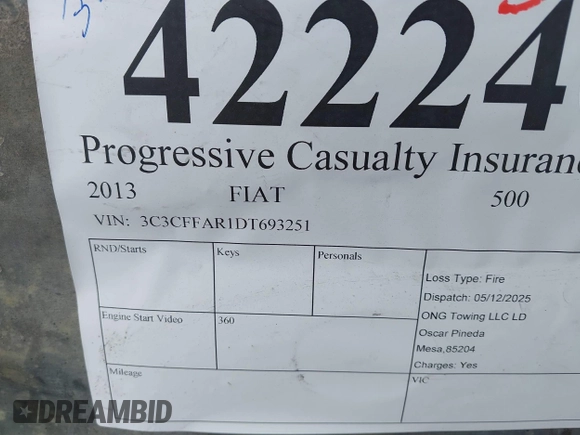 42224
Progressive Casualty Insuran
2013 FIAT 500
VIN: 3C3CFFAR1DT693251
RND/Starts Keys Personals
Loss Type: Fire
Dispatch: 05/12/2025
ONG Towing LLC LD
Oscar Pineda
Mesa,85204
Charges: Yes
Engine Start Video 360
Mileage VIC
DREAMBID